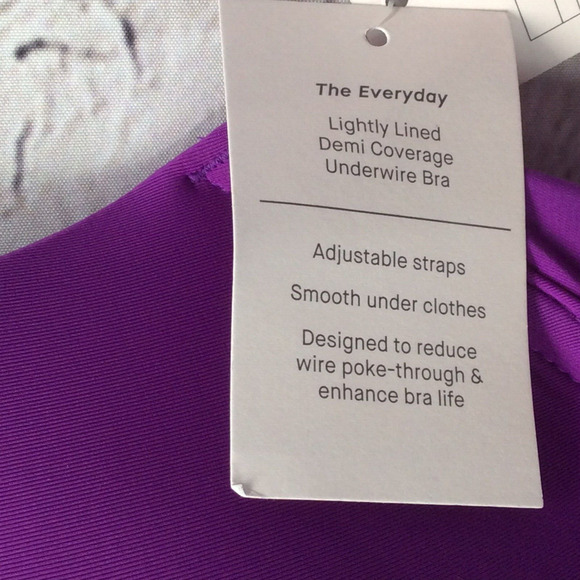 The Everyday
Lightly Lined
Demi Coverage
Underwire Bra
Adjustable straps
Smooth under clothes
Designed to reduce
wire poke-through &
enhance bra life